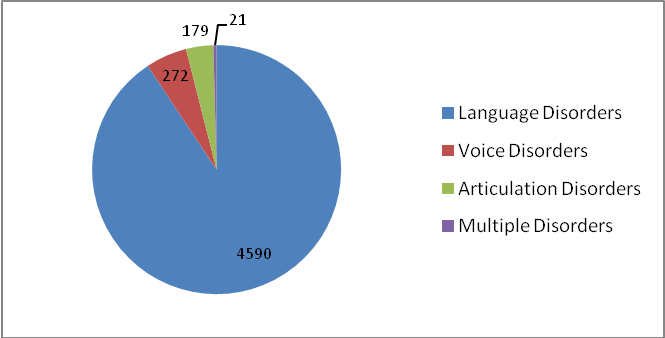 21
179
272
4590
Language Disorders
Voice Disorders
Articulation Disorders
Multiple Disorders